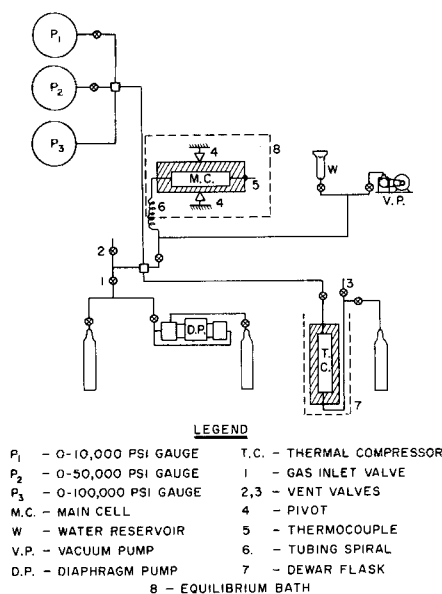 P1
P2
P3
4
8
M.C.
5
6
4
W
V.P.
2
1
3
D.P.
T.
C.
7
LEGEND
P1 – 0-10,000 PSI GAUGE
P2 – 0-50,000 PSI GAUGE
P3 – 0-100,000 PSI GAUGE
M.C. – MAIN CELL
W – WATER RESERVOIR
V.P. – VACUUM PUMP
D.P. – DIAPHRAGM PUMP
T.C. – THERMAL COMPRESSOR
1 – GAS INLET VALVE
2,3 – VENT VALVES
4 – PIVOT
5 – THERMOCOUPLE
6. – TUBING SPIRAL
7 – DEWAR FLASK
8 – EQUILIBRIUM BATH